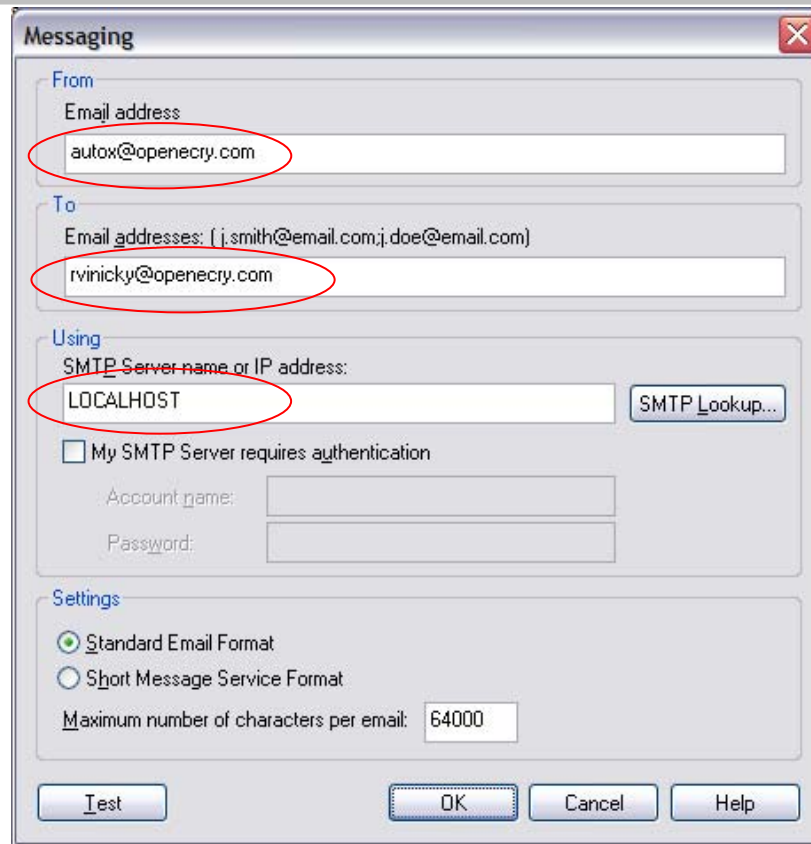 Messaging
From
Email address
autox@openecry.com
To
Email addresses: ( j.smith@email.com;j.doe@email.com)
rvinicky@openecry.com
Using
SMTP Server name or IP address:
LOCALHOST
SMTP Lookup...
My SMTP Server requires authentication
Account name:
Password:
Settings
Standard Email Format
Short Message Service Format
Maximum number of characters per email: 64000
Test OK Cancel Help